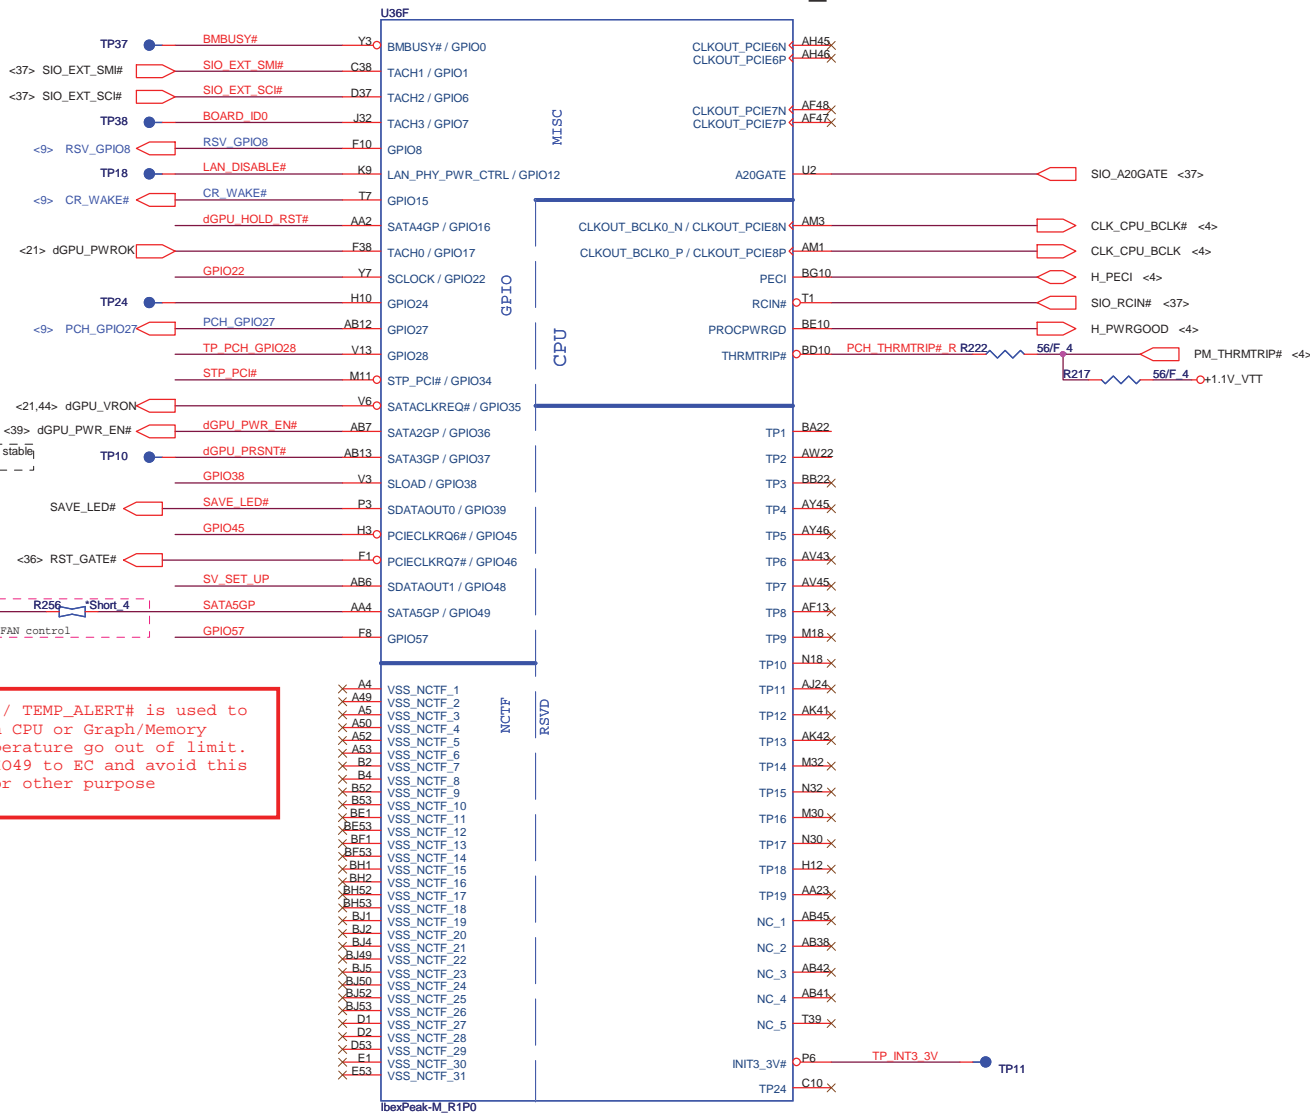 U36F
TP37 BMBUSY# Y3 BMBUSY# / GPIO0
<37> SIO_EXT_SMI# SIO_EXT_SMI# C38 TACH1 / GPIO1
<37> SIO_EXT_SCI# SIO_EXT_SCI# D37 TACH2 / GPIO6
TP38 BOARD_ID0 J32 TACH3 / GPIO7
<9> RSV_GPIO8 RSV_GPIO8 F10 GPIO8
TP18 LAN_DISABLE# K9 LAN_PHY_PWR_CTRL / GPIO12
<9> CR_WAKE# CR_WAKE# T7 GPIO15
dGPU_HOLD_RST# AA2 SATA4GP / GPIO16
<21> dGPU_PWROK F38 TACH0 / GPIO17
GPIO22 Y7 SCLOCK / GPIO22
TP24 H10 GPIO24
<9> PCH_GPIO27 PCH_GPIO27 AB12 GPIO27
TP_PCH_GPIO28 V13 GPIO28
STP_PCI# M11 STP_PCI# / GPIO34
<21,44> dGPU_VRON V6 SATACLKREQ# / GPIO35
<39> dGPU_PWR_EN# dGPU_PWR_EN# AB7 SATA2GP / GPIO36
stable
TP10 dGPU_PRSNT# AB13 SATA3GP / GPIO37
GPIO38 V3 SLOAD / GPIO38
SAVE_LED# SAVE_LED# P3 SDATAOUT0 / GPIO39
GPIO45 H3 PCIECLKRQ6# / GPIO45
<36> RST_GATE# F1 PCIECLKRQ7# / GPIO46
SV_SET_UP AB6 SDATAOUT1 / GPIO48
R256 *Short_4 SATA5GP AA4 SATA5GP / GPIO49
FAN control
GPIO57 F8 GPIO57
MISC
GPIO
CPU
NCTF
RSVD
/ TEMP_ALERT# is used to
CPU or Graph/Memory
perature go out of limit.
IO49 to EC and avoid this
or other purpose
A4 VSS_NCTF_1
A49 VSS_NCTF_2
A5 VSS_NCTF_3
A50 VSS_NCTF_4
A52 VSS_NCTF_5
A53 VSS_NCTF_6
B2 VSS_NCTF_7
B4 VSS_NCTF_8
B52 VSS_NCTF_9
B53 VSS_NCTF_10
BE1 VSS_NCTF_11
BE53 VSS_NCTF_12
BF1 VSS_NCTF_13
BF53 VSS_NCTF_14
BH1 VSS_NCTF_15
BH2 VSS_NCTF_16
BH52 VSS_NCTF_17
BH53 VSS_NCTF_18
BJ1 VSS_NCTF_19
BJ2 VSS_NCTF_20
BJ4 VSS_NCTF_21
BJ49 VSS_NCTF_22
BJ5 VSS_NCTF_23
BJ50 VSS_NCTF_24
BJ52 VSS_NCTF_25
BJ53 VSS_NCTF_26
D1 VSS_NCTF_27
D2 VSS_NCTF_28
D53 VSS_NCTF_29
E1 VSS_NCTF_30
E53 VSS_NCTF_31
CLKOUT_PCIE6N AH45
CLKOUT_PCIE6P AH46
CLKOUT_PCIE7N AF48
CLKOUT_PCIE7P AF47
A20GATE U2 SIO_A20GATE <37>
CLKOUT_BCLK0_N / CLKOUT_PCIE8N AM3 CLK_CPU_BCLK# <4>
CLKOUT_BCLK0_P / CLKOUT_PCIE8P AM1 CLK_CPU_BCLK <4>
PECI BG10 H_PECI <4>
RCIN# T1 SIO_RCIN# <37>
PROCPWRGD BE10 H_PWRGOOD <4>
THRMTRIP# BD10 PCH_THRMTRIP#_R R222 56/F_4 PM_THRMTRIP# <4>
R217 56/F_4 +1.1V_VTT
TP1 BA22
TP2 AW22
TP3 BB22
TP4 AY45
TP5 AY46
TP6 AV43
TP7 AV45
TP8 AF13
TP9 M18
TP10 N18
TP11 AJ24
TP12 AK41
TP13 AK42
TP14 M32
TP15 N32
TP16 M30
TP17 N30
TP18 H12
TP19 AA23
NC_1 AB45
NC_2 AB38
NC_3 AB42
NC_4 AB41
NC_5 T39
INIT3_3V# P6 TP_INT3_3V TP11
TP24 C10
IbexPeak-M_R1P0